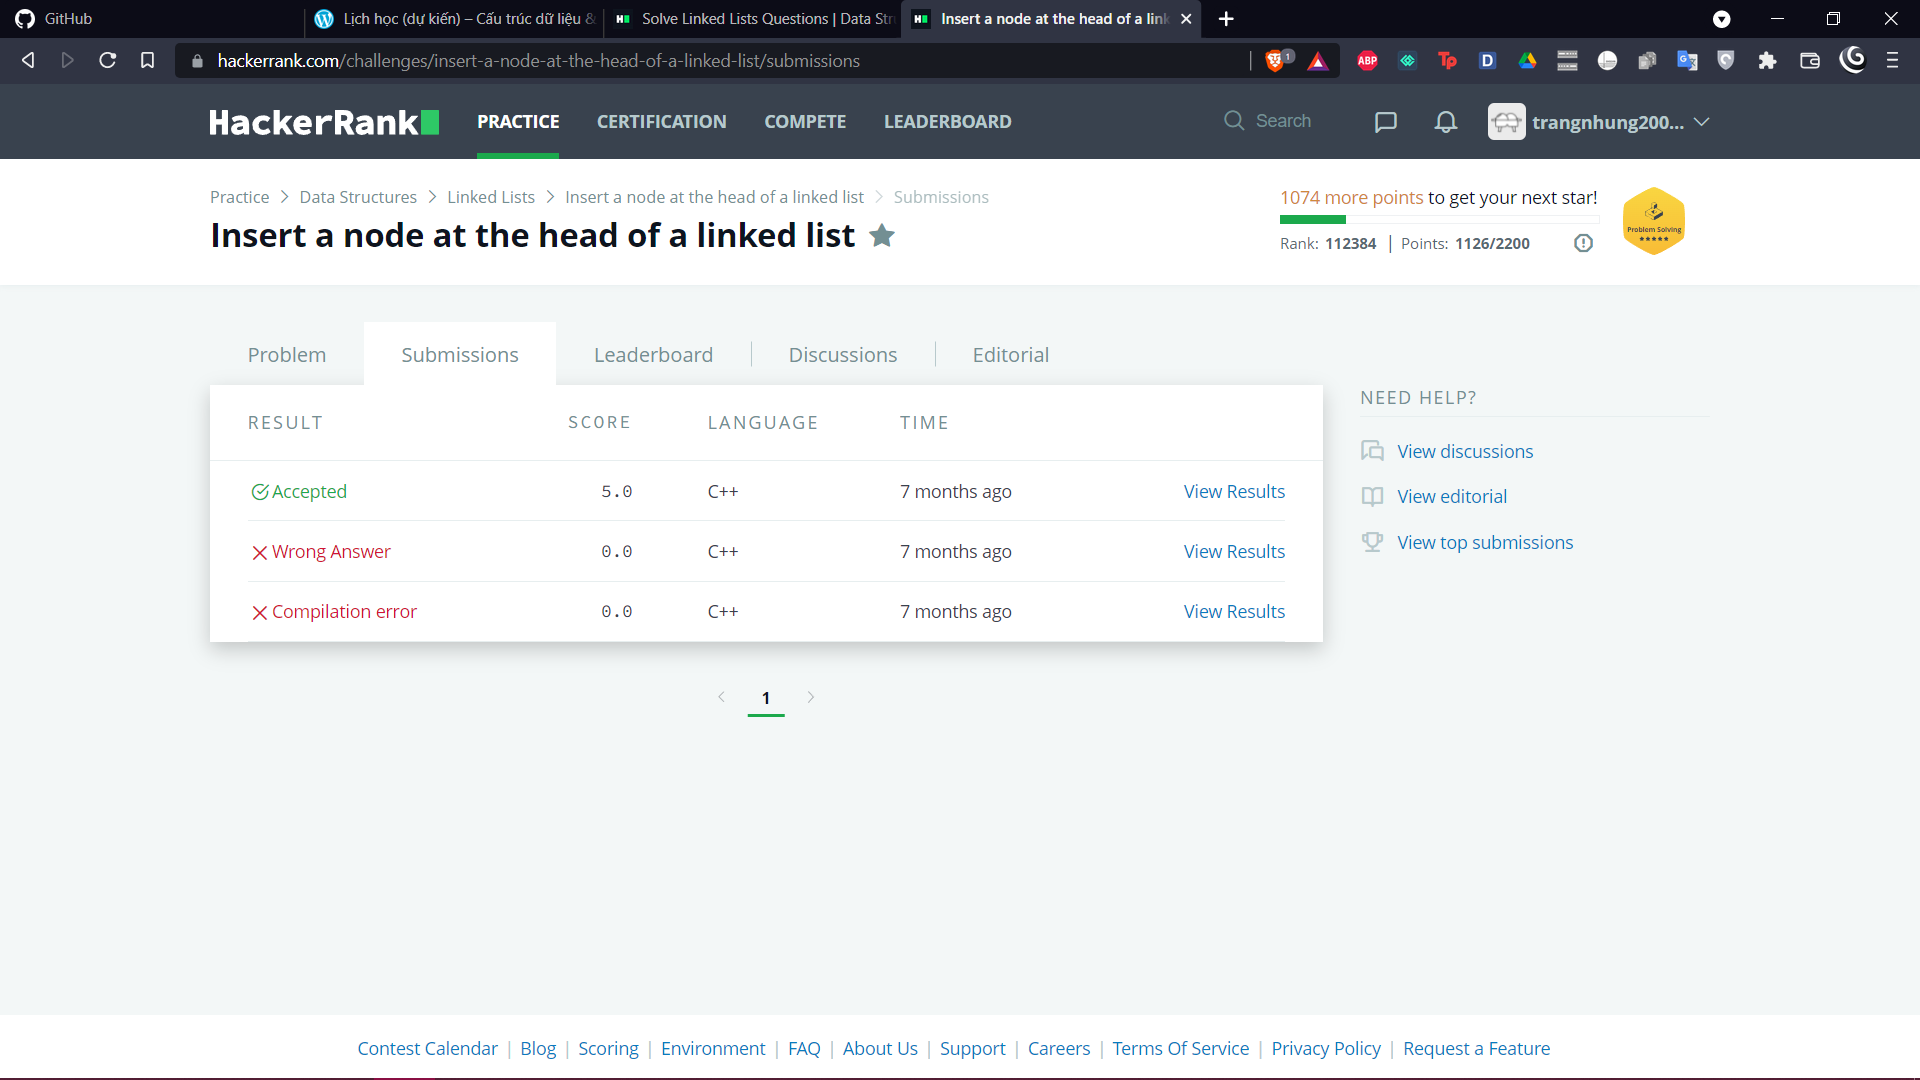 GitHub
Lịch học (dự kiến) – Cấu trúc dữ liệu &
Solve Linked Lists Questions | Data Str
Insert a node at the head of a link
hackerrank.com/challenges/insert-a-node-at-the-head-of-a-linked-list/submissions
1
ABP
Tp
D
HackerRank
PRACTICE
CERTIFICATION
COMPETE
LEADERBOARD
Search
trangnhung200...
Practice > Data Structures > Linked Lists > Insert a node at the head of a linked list > Submissions
Insert a node at the head of a linked list
1074 more points to get your next star!
Rank: 112384 | Points: 1126/2200
Problem Solving
Problem
Submissions
Leaderboard
Discussions
Editorial
RESULT SCORE LANGUAGE TIME
Accepted 5.0 C++ 7 months ago View Results
Wrong Answer 0.0 C++ 7 months ago View Results
Compilation error 0.0 C++ 7 months ago View Results
1
NEED HELP?
View discussions
View editorial
View top submissions
Contest Calendar | Blog | Scoring | Environment | FAQ | About Us | Support | Careers | Terms Of Service | Privacy Policy | Request a Feature